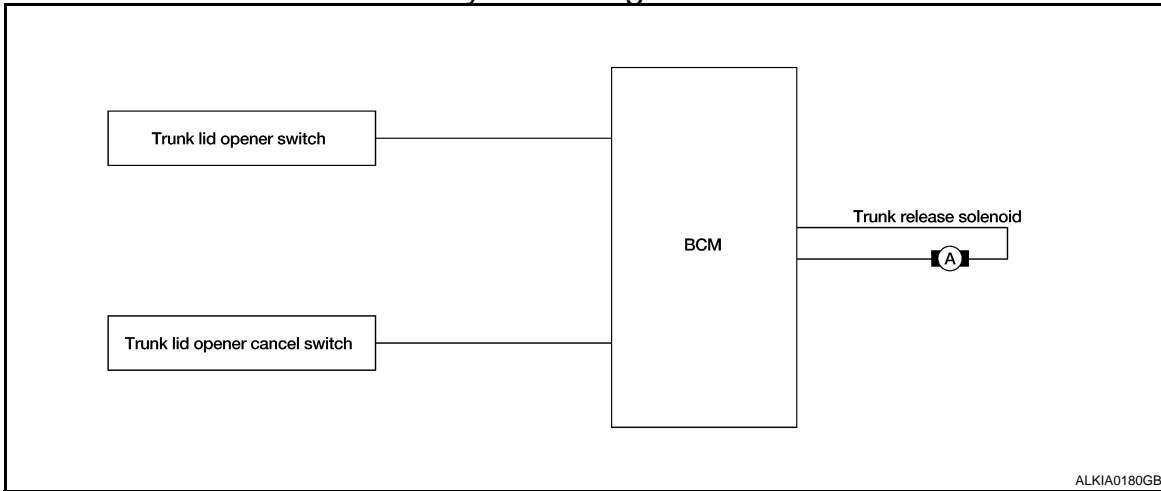 Trunk lid opener switch
Trunk release solenoid
BCM
A
Trunk lid opener cancel switch
ALKIA0180GB